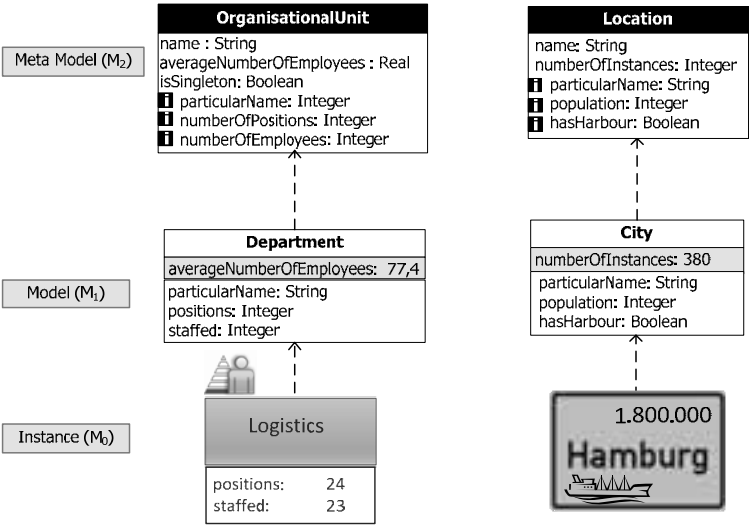 OrganisationalUnit
name : String
averageNumberOfEmployees : Real
isSingleton: Boolean
i particularName: Integer
i numberOfPositions: Integer
i numberOfEmployees: Integer
Location
name: String
numberOfInstances: Integer
i particularName: String
i population: Integer
i hasHarbour: Boolean
Meta Model (M2)
Department
averageNumberOfEmployees: 77,4
particularName: String
positions: Integer
staffed: Integer
City
numberOfInstances: 380
particularName: String
population: Integer
hasHarbour: Boolean
Model (M1)
Instance (M0)
Logistics
positions: 24
staffed: 23
1.800.000
Hamburg